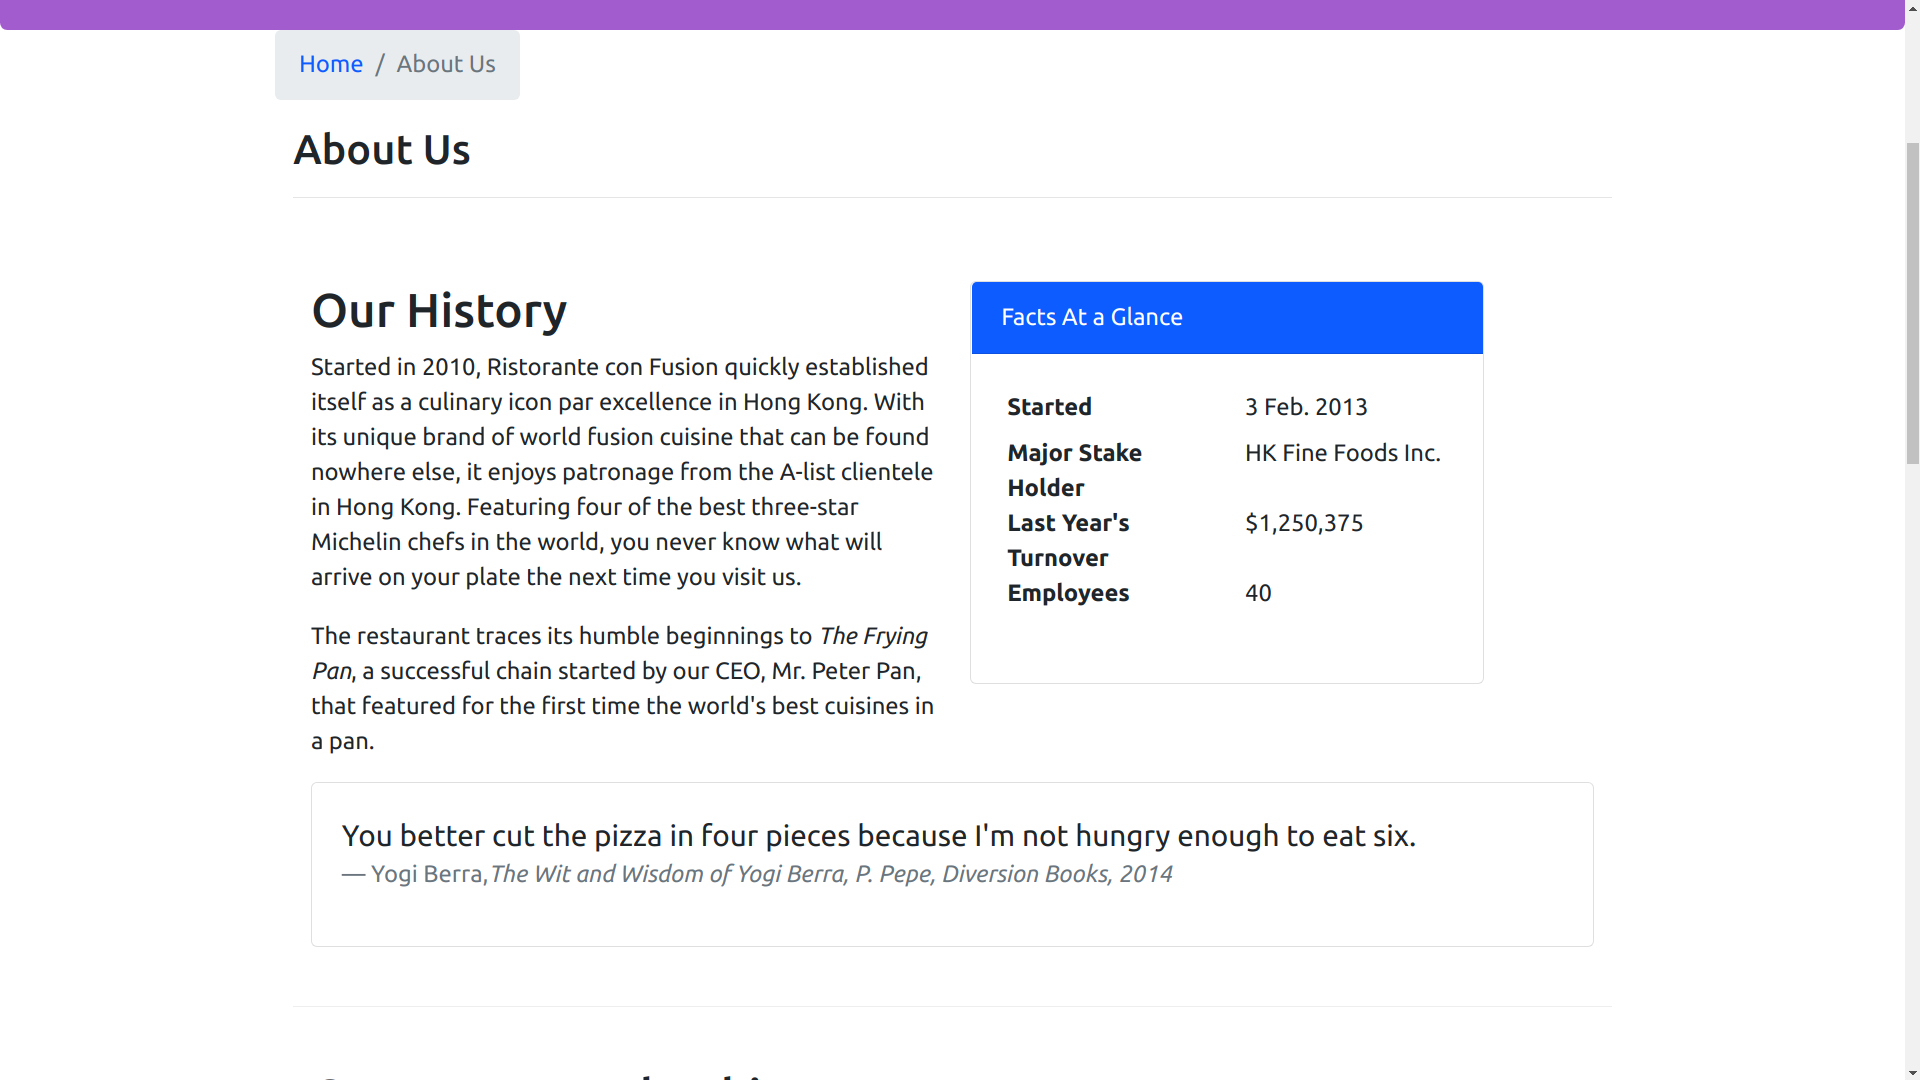 Home / About Us
About Us
Our History
Started in 2010, Ristorante con Fusion quickly established
itself as a culinary icon par excellence in Hong Kong. With
its unique brand of world fusion cuisine that can be found
nowhere else, it enjoys patronage from the A-list clientele
in Hong Kong. Featuring four of the best three-star
Michelin chefs in the world, you never know what will
arrive on your plate the next time you visit us.
The restaurant traces its humble beginnings to The Frying
Pan, a successful chain started by our CEO, Mr. Peter Pan,
that featured for the first time the world's best cuisines in
a pan.
Facts At a Glance
Started 3 Feb. 2013
Major Stake HK Fine Foods Inc.
Holder
Last Year's $1,250,375
Turnover
Employees 40
You better cut the pizza in four pieces because I'm not hungry enough to eat six.
— Yogi Berra,The Wit and Wisdom of Yogi Berra, P. Pepe, Diversion Books, 2014